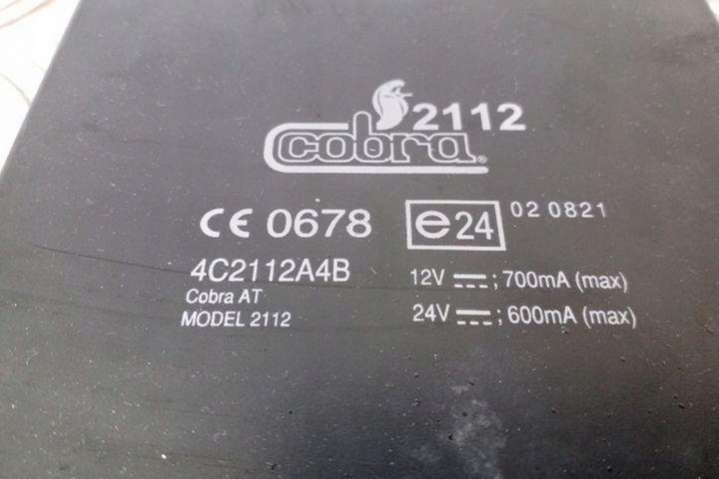 2112
cobra®
CE 0678 e24 02 0821
4C2112A4B
Cobra AT
MODEL 2112
12V ⎓; 700mA (max)
24V ⎓; 600mA (max)